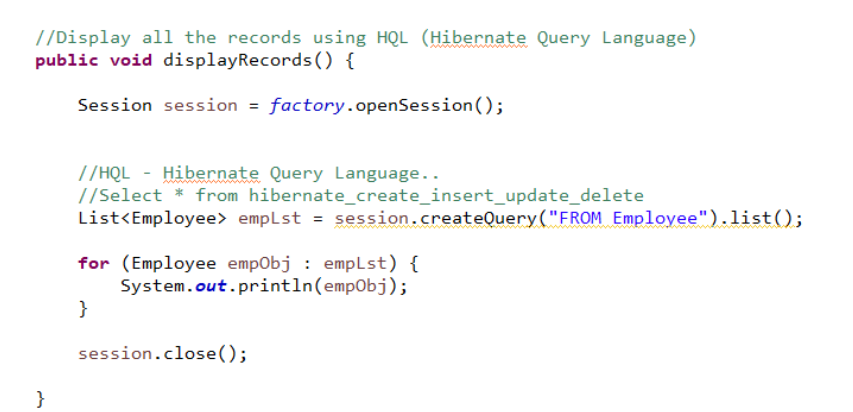 //Display all the records using HQL (Hibernate Query Language)
public void displayRecords() {
Session session = factory.openSession();
//HQL - Hibernate Query Language..
//Select * from hibernate_create_insert_update_delete
List<Employee> empLst = session.createQuery("FROM Employee").list();
for (Employee empObj : empLst) {
System.out.println(empObj);
}
session.close();
}